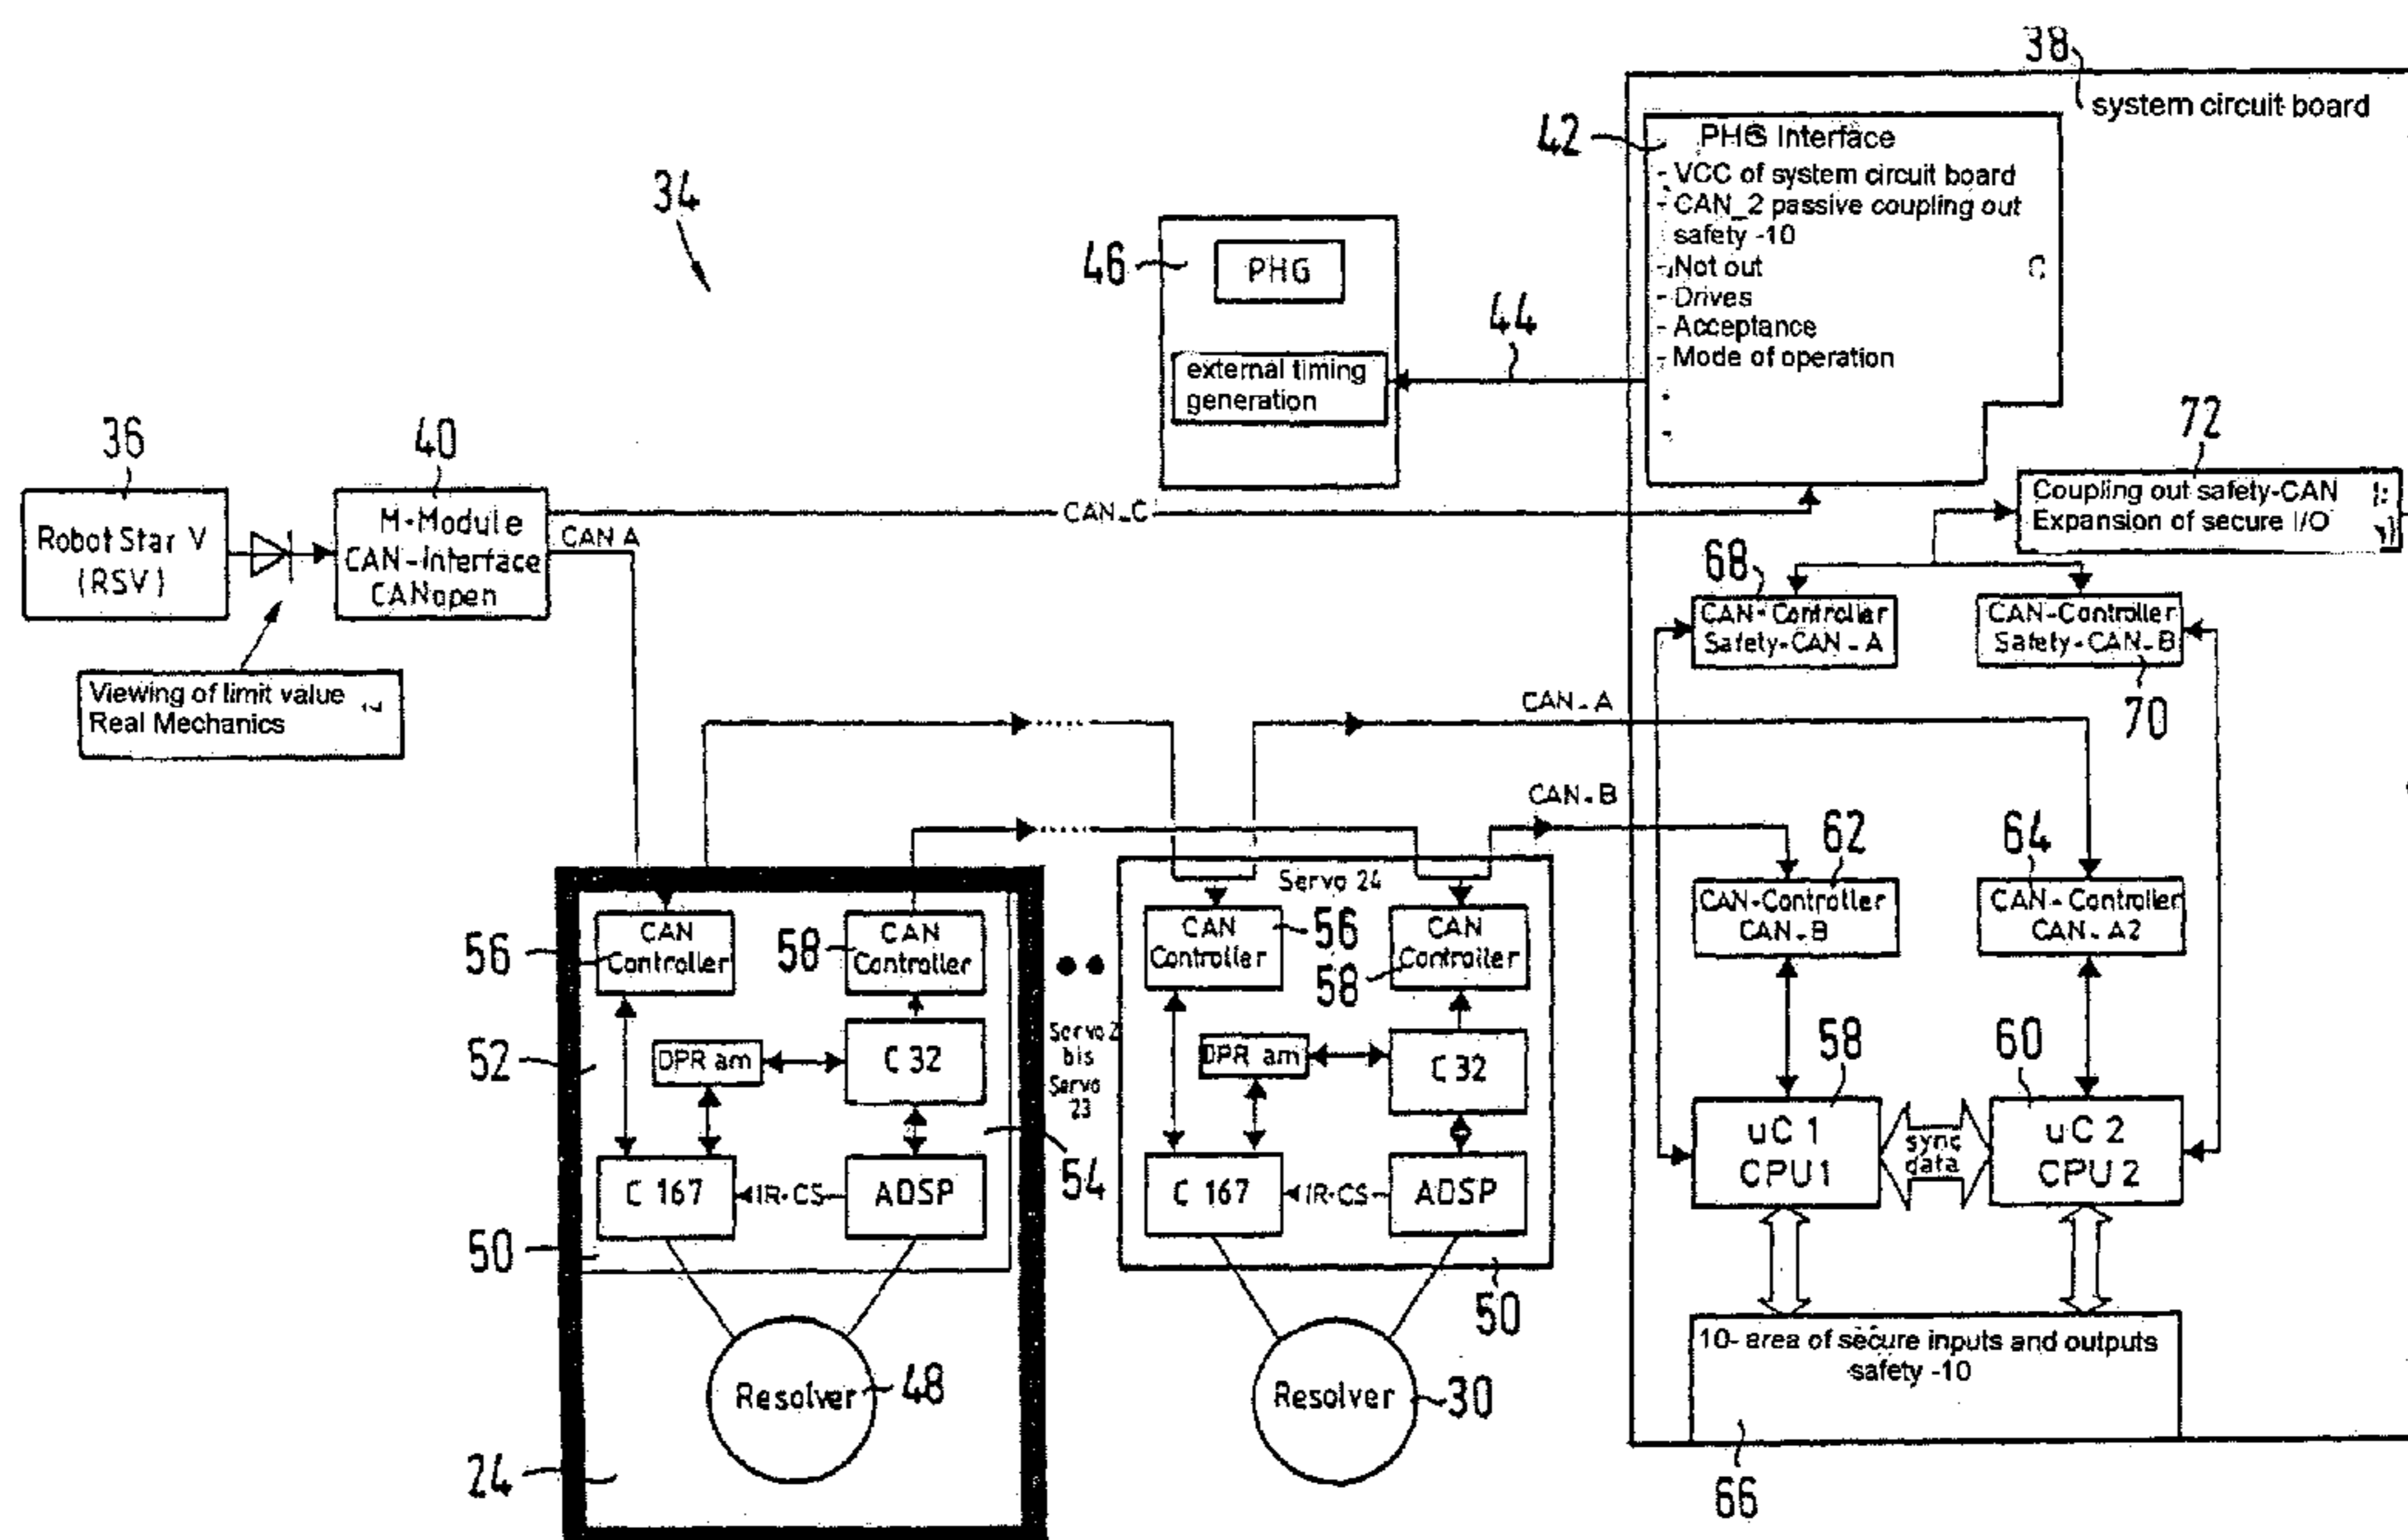 38
system circuit board
42
PHG Interface
- VCC of system circuit board
- CAN_2 passive coupling out
safety -10
- Not out
- Drives
- Acceptance
- Mode of operation
-
-
C
34
46
PHG
external timing
generation
44
36
Robot Star V
(RSV)
40
M-Module
CAN-Interface
CANopen
CAN_C
CAN A
Viewing of limit value
Real Mechanics
72
Coupling out safety-CAN
Expansion of secure I/O
68
CAN-Controller
Safety-CAN_A
CAN-Controller
Safety-CAN_B
70
CAN_A
CAN_B
62
CAN-Controller
CAN_B
64
CAN-Controller
CAN_A2
58
uC 1
CPU1
sync
data
60
uC 2
CPU 2
10- area of secure inputs and outputs
safety -10
66
56
CAN
Controller
58
CAN
Controller
52
DPR am
C 32
54
C 167
IR-CS
ADSP
50
Resolver
48
24
Servo 2
bis
Servo
23
Servo 24
CAN
Controller
56
58
CAN
Controller
DPR am
C 32
C 167
IR-CS
ADSP
50
Resolver
30